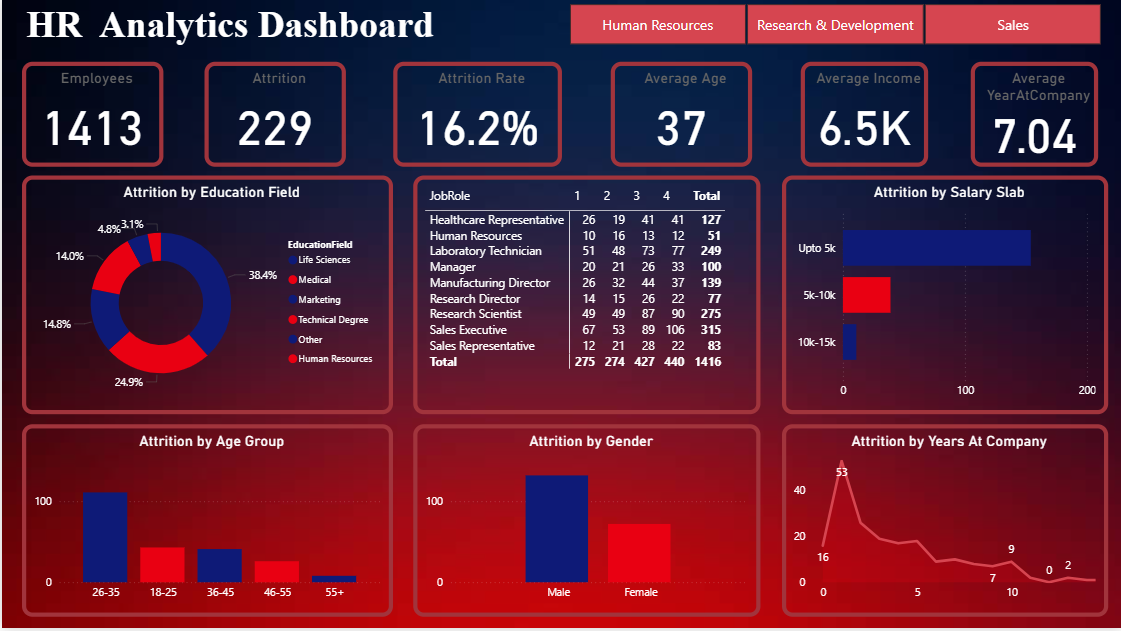 HR Analytics Dashboard
Human Resources
Research & Development
Sales
Employees
1413
Attrition
229
Attrition Rate
16.2%
Average Age
37
Average Income
6.5K
Average
YearAtCompany
7.04
Attrition by Education Field
3.1%
4.8%
14.0%
14.8%
24.9%
38.4%
EducationField
Life Sciences
Medical
Marketing
Technical Degree
Other
Human Resources
JobRole 1 2 3 4 Total
Healthcare Representative 26 19 41 41 127
Human Resources 10 16 13 12 51
Laboratory Technician 51 48 73 77 249
Manager 20 21 26 33 100
Manufacturing Director 26 32 44 37 139
Research Director 14 15 26 22 77
Research Scientist 49 49 87 90 275
Sales Executive 67 53 89 106 315
Sales Representative 12 21 28 22 83
Total 275 274 427 440 1416
Attrition by Salary Slab
Upto 5k
5k-10k
10k-15k
0 100 200
Attrition by Age Group
100
0
26-35 18-25 36-45 46-55 55+
Attrition by Gender
100
0
Male Female
Attrition by Years At Company
40
20
0
53
16
7
9
0
2
0 5 10